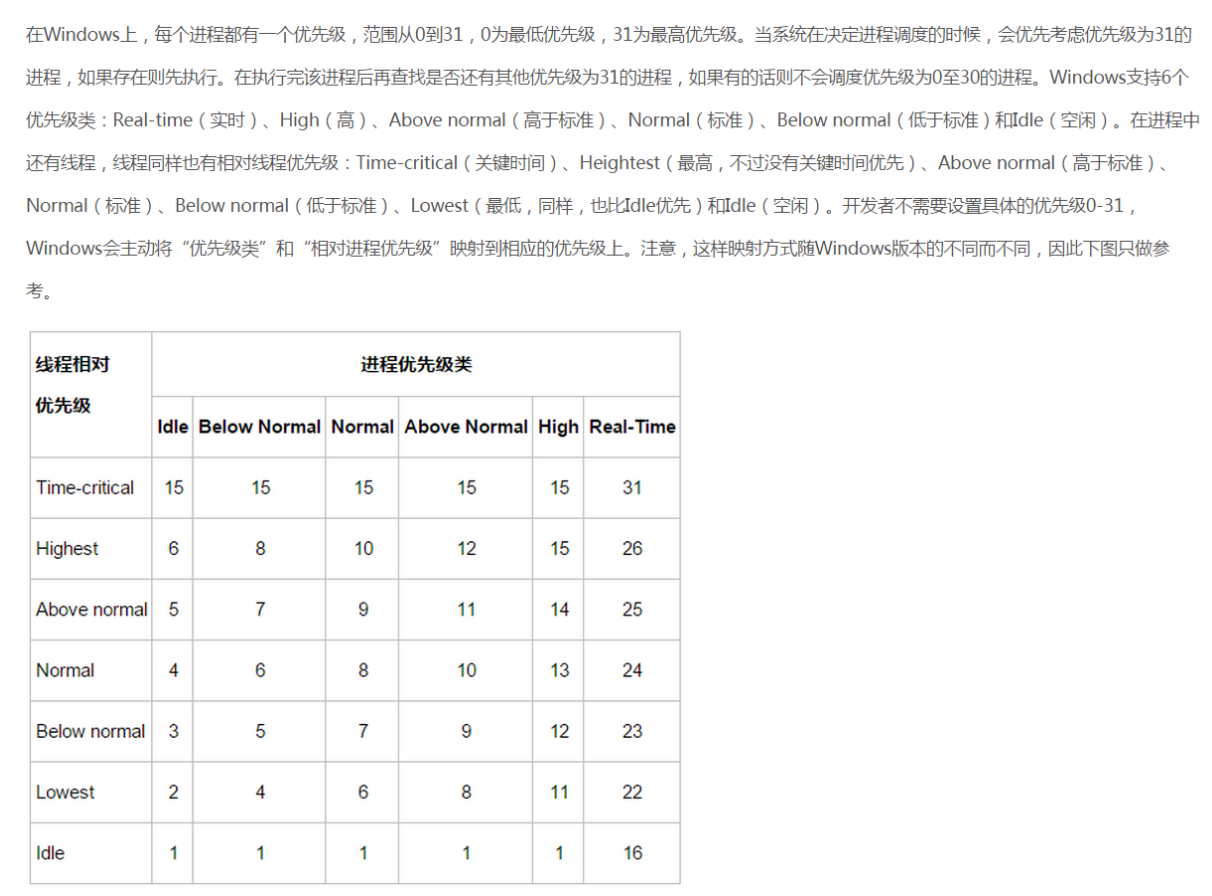 在Windows上，每个进程都有一个优先级，范围从0到31，0为最低优先级，31为最高优先级。当系统在决定进程调度的时候，会优先考虑优先级为31的
进程，如果存在则先执行。在执行完该进程后再查找是否还有其他优先级为31的进程，如果有的话则不会调度优先级为0至30的进程。Windows支持6个
优先级类：Real-time（实时）、High（高）、Above normal（高于标准）、Normal（标准）、Below normal（低于标准）和Idle（空闲）。在进程中
还有线程，线程同样也有相对线程优先级：Time-critical（关键时间）、Heightest（最高，不过没有关键时间优先）、Above normal（高于标准）、
Normal（标准）、Below normal（低于标准）、Lowest（最低，同样，也比Idle优先）和Idle（空闲）。开发者不需要设置具体的优先级0-31，
Windows会主动将“优先级类”和“相对进程优先级”映射到相应的优先级上。注意，这样映射方式随Windows版本的不同而不同，因此下图只做参
考。
线程相对 进程优先级类
优先级
Idle Below Normal Normal Above Normal High Real-Time
Time-critical 15 15 15 15 15 31
Highest 6 8 10 12 15 26
Above normal 5 7 9 11 14 25
Normal 4 6 8 10 13 24
Below normal 3 5 7 9 12 23
Lowest 2 4 6 8 11 22
Idle 1 1 1 1 1 16